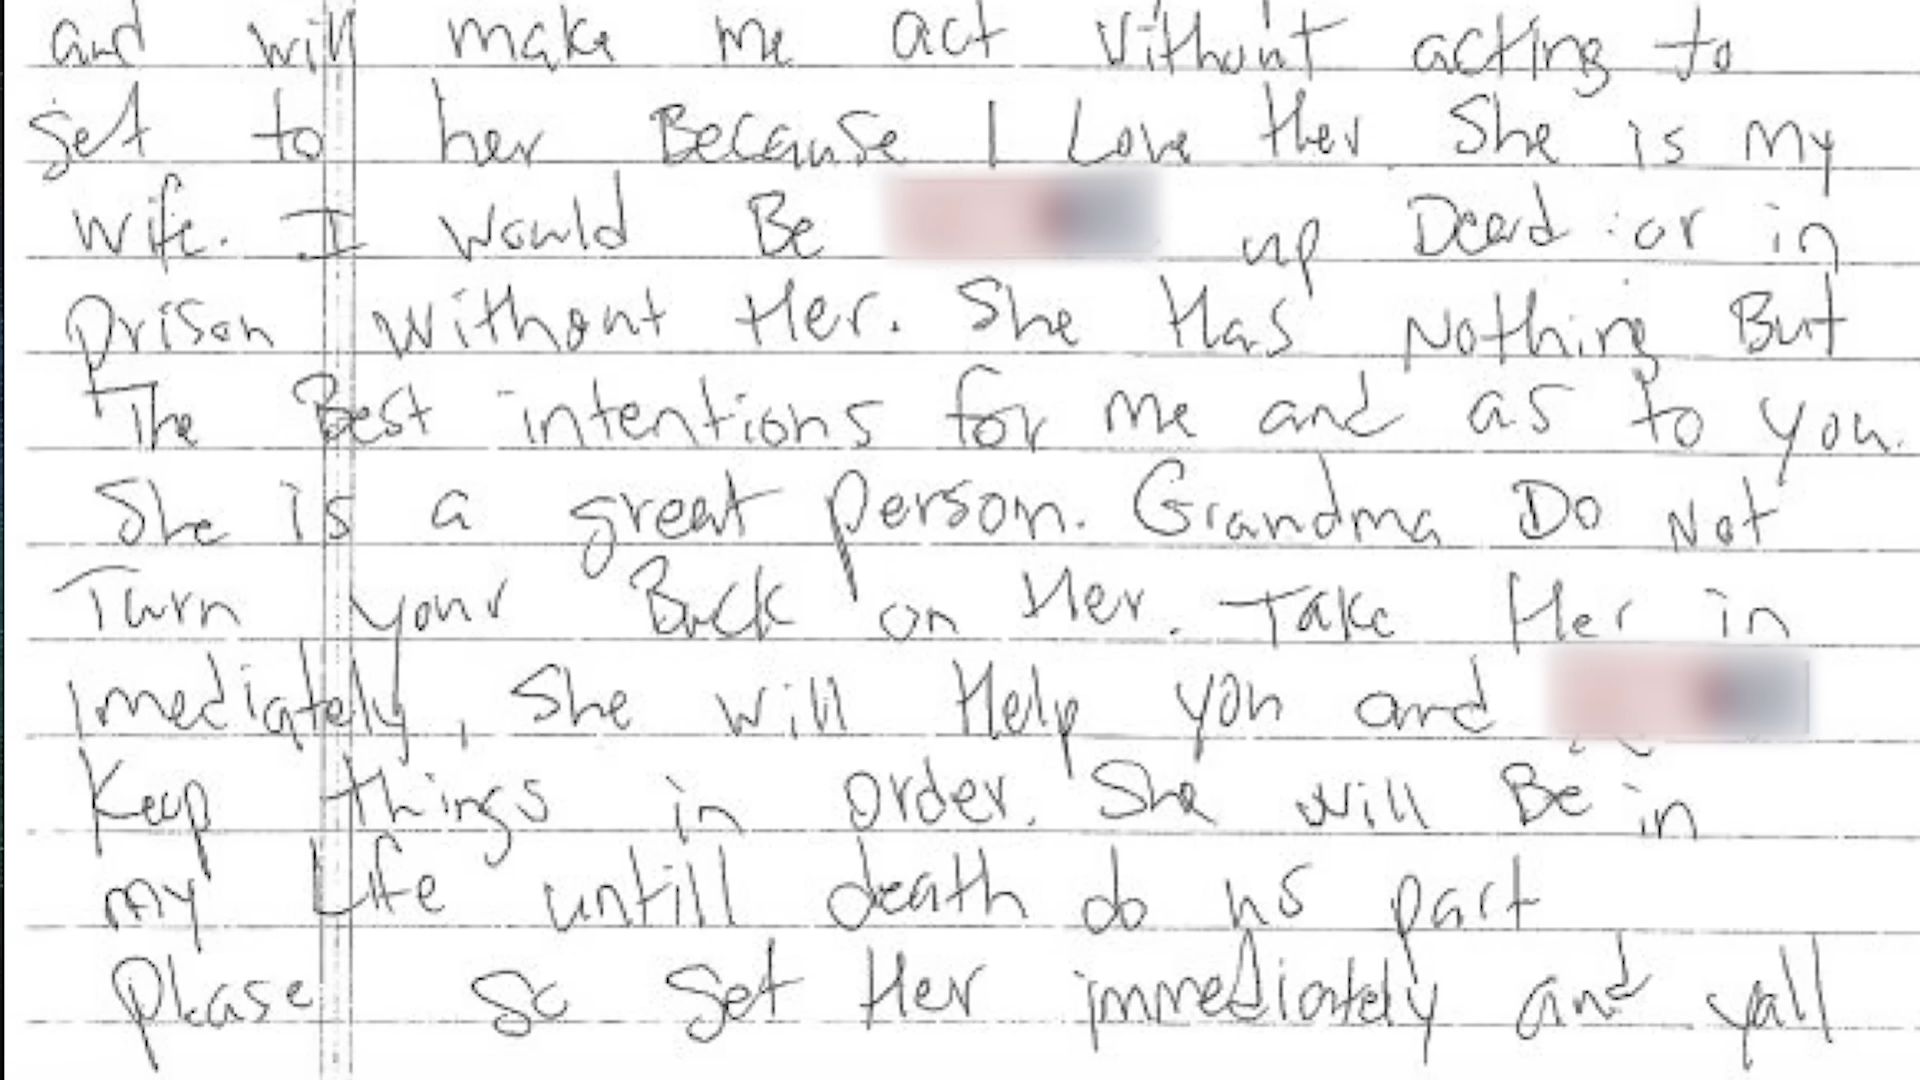 and will make me act Without acting to
get to her Because I Love Her She is My
wife. I Would Be up Dead or in
prison Without Her. She Has Nothing But
The Best intentions for me and as to you.
She is a great person. Grandma Do Not
Turn your Back on Her. Take Her in
Imediately, She will Help you and
Keep things in order. She will Be in
my Life untill death do us part
please So Get Her immediately and yall